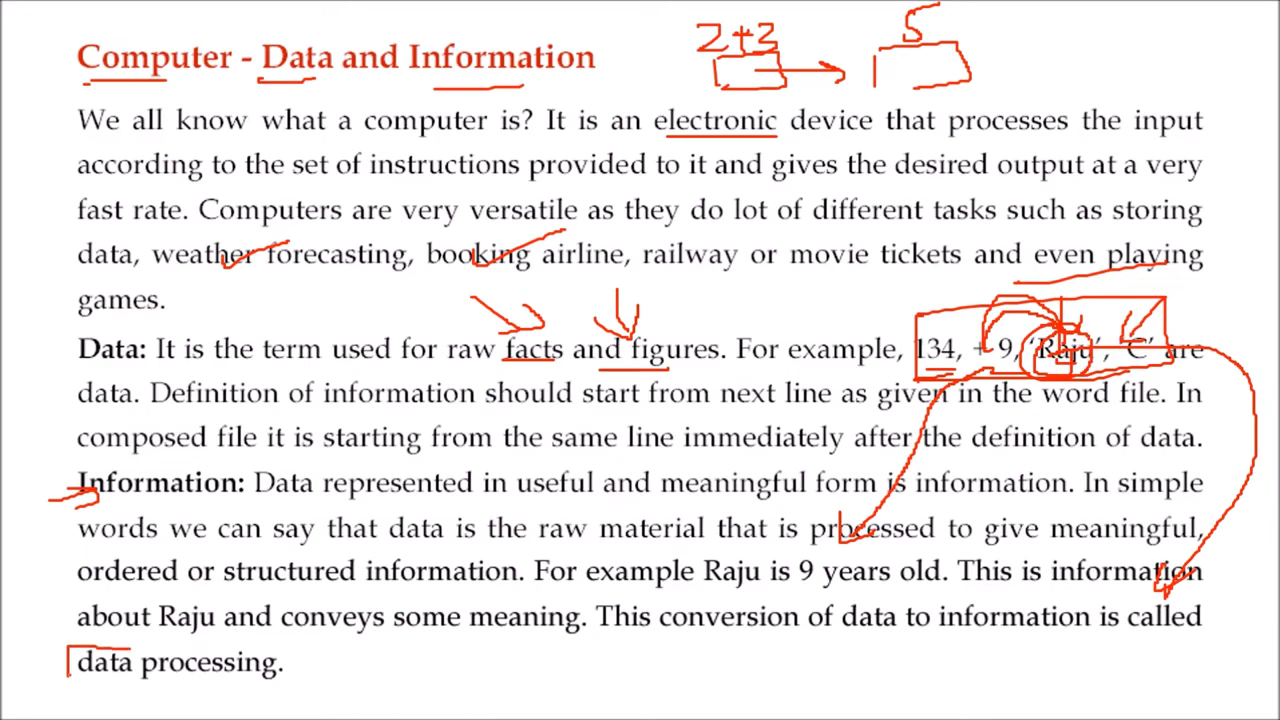 2+3 5
Computer - Data and Information
We all know what a computer is? It is an electronic device that processes the input
according to the set of instructions provided to it and gives the desired output at a very
fast rate. Computers are very versatile as they do lot of different tasks such as storing
data, weather forecasting, booking airline, railway or movie tickets and even playing
games.
Data: It is the term used for raw facts and figures. For example, 134, + 9, ‘Raju’, ‘C’ are
data. Definition of information should start from next line as given in the word file. In
composed file it is starting from the same line immediately after the definition of data.
Information: Data represented in useful and meaningful form is information. In simple
words we can say that data is the raw material that is processed to give meaningful,
ordered or structured information. For example Raju is 9 years old. This is information
about Raju and conveys some meaning. This conversion of data to information is called
data processing.